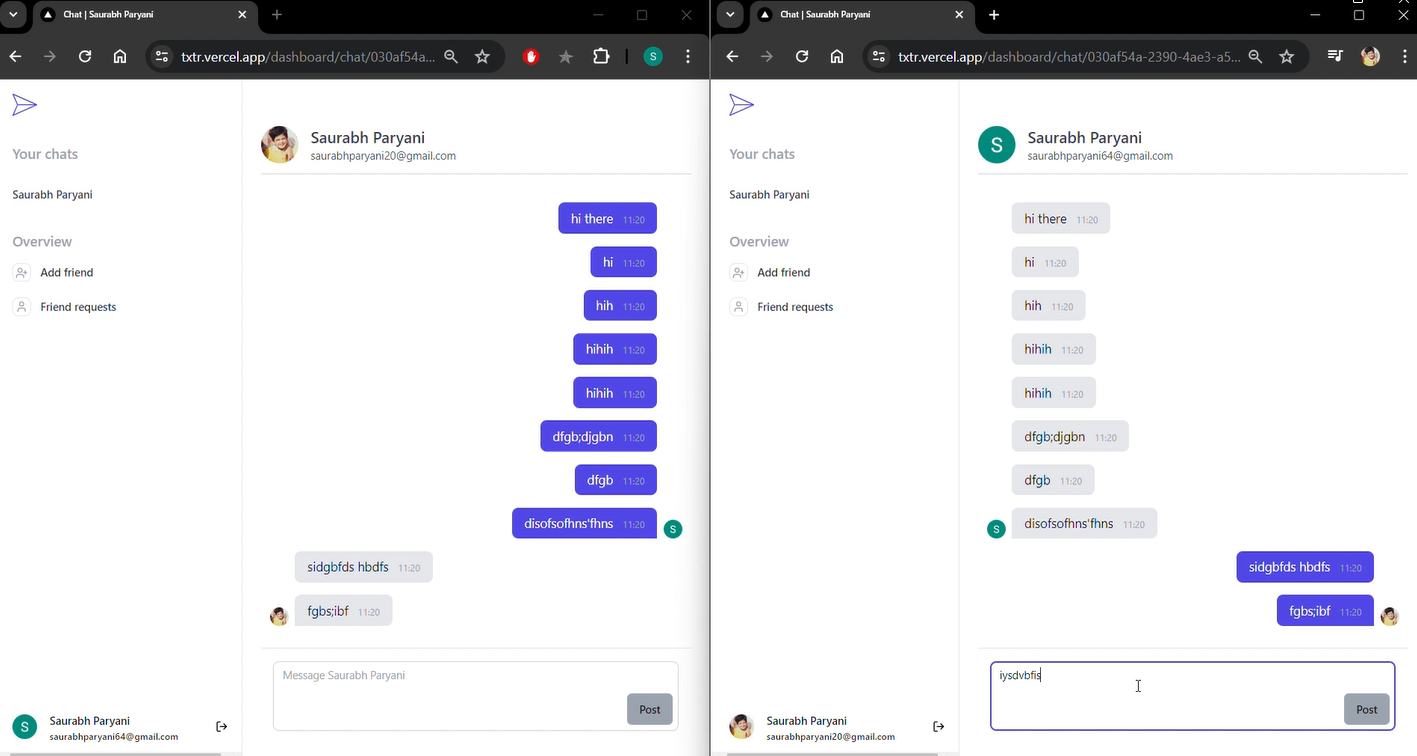 Chat | Saurabh Paryani
txtr.vercel.app/dashboard/chat/030af54a...
S
Your chats
Saurabh Paryani
Overview
Add friend
Friend requests
Saurabh Paryani
saurabhparyani20@gmail.com
hi there 11:20
hi 11:20
hih 11:20
hihih 11:20
hihih 11:20
dfgb;djgbn 11:20
dfgb 11:20
disofsofhns'fhns 11:20
S
sidgbfds hbdfs 11:20
fgbs;ibf 11:20
Message Saurabh Paryani
Post
S
Saurabh Paryani
saurabhparyani64@gmail.com
Chat | Saurabh Paryani
txtr.vercel.app/dashboard/chat/030af54a-2390-4ae3-a5...
Your chats
Saurabh Paryani
Overview
Add friend
Friend requests
S
Saurabh Paryani
saurabhparyani64@gmail.com
hi there 11:20
hi 11:20
hih 11:20
hihih 11:20
hihih 11:20
dfgb;djgbn 11:20
dfgb 11:20
S
disofsofhns'fhns 11:20
sidgbfds hbdfs 11:20
fgbs;ibf 11:20
iysdvbfis
Post
Saurabh Paryani
saurabhparyani20@gmail.com